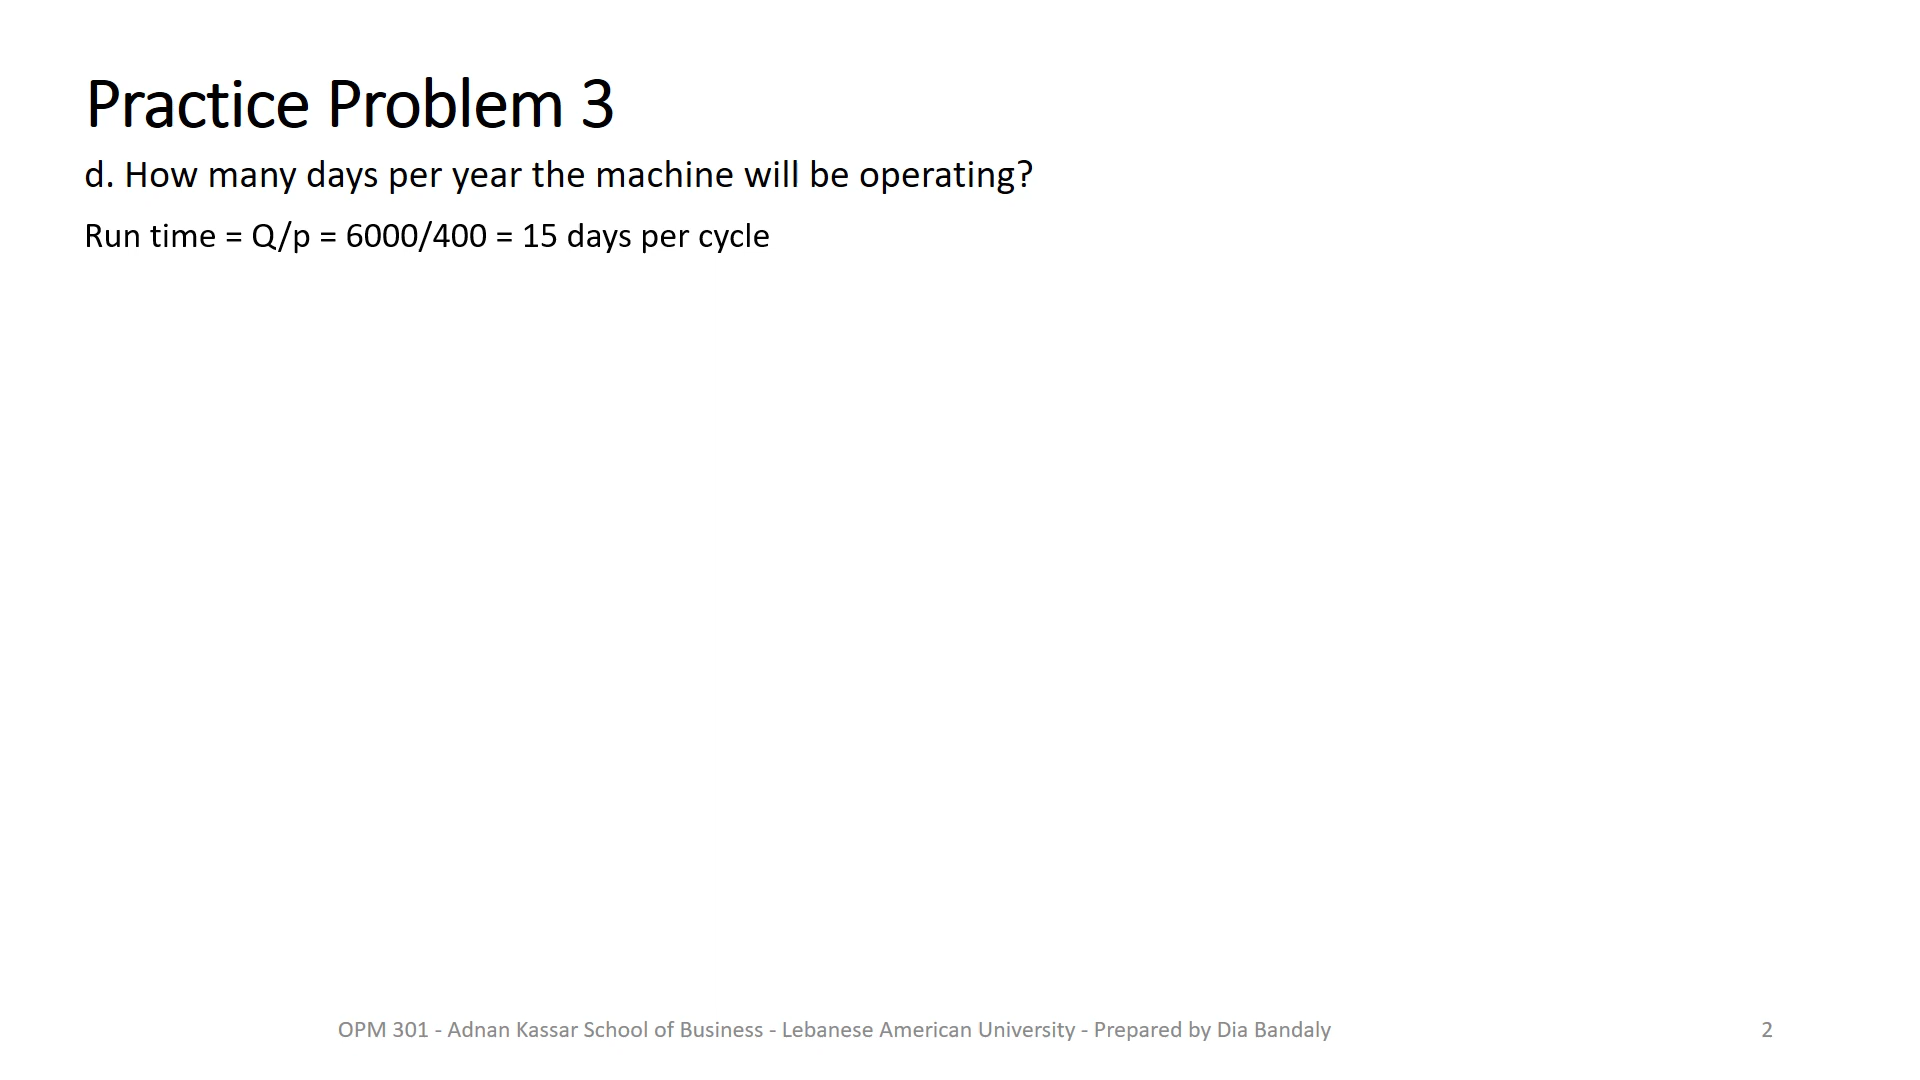 Practice Problem 3
d. How many days per year the machine will be operating?
Run time = Q/p = 6000/400 = 15 days per cycle
OPM 301 - Adnan Kassar School of Business - Lebanese American University - Prepared by Dia Bandaly
2